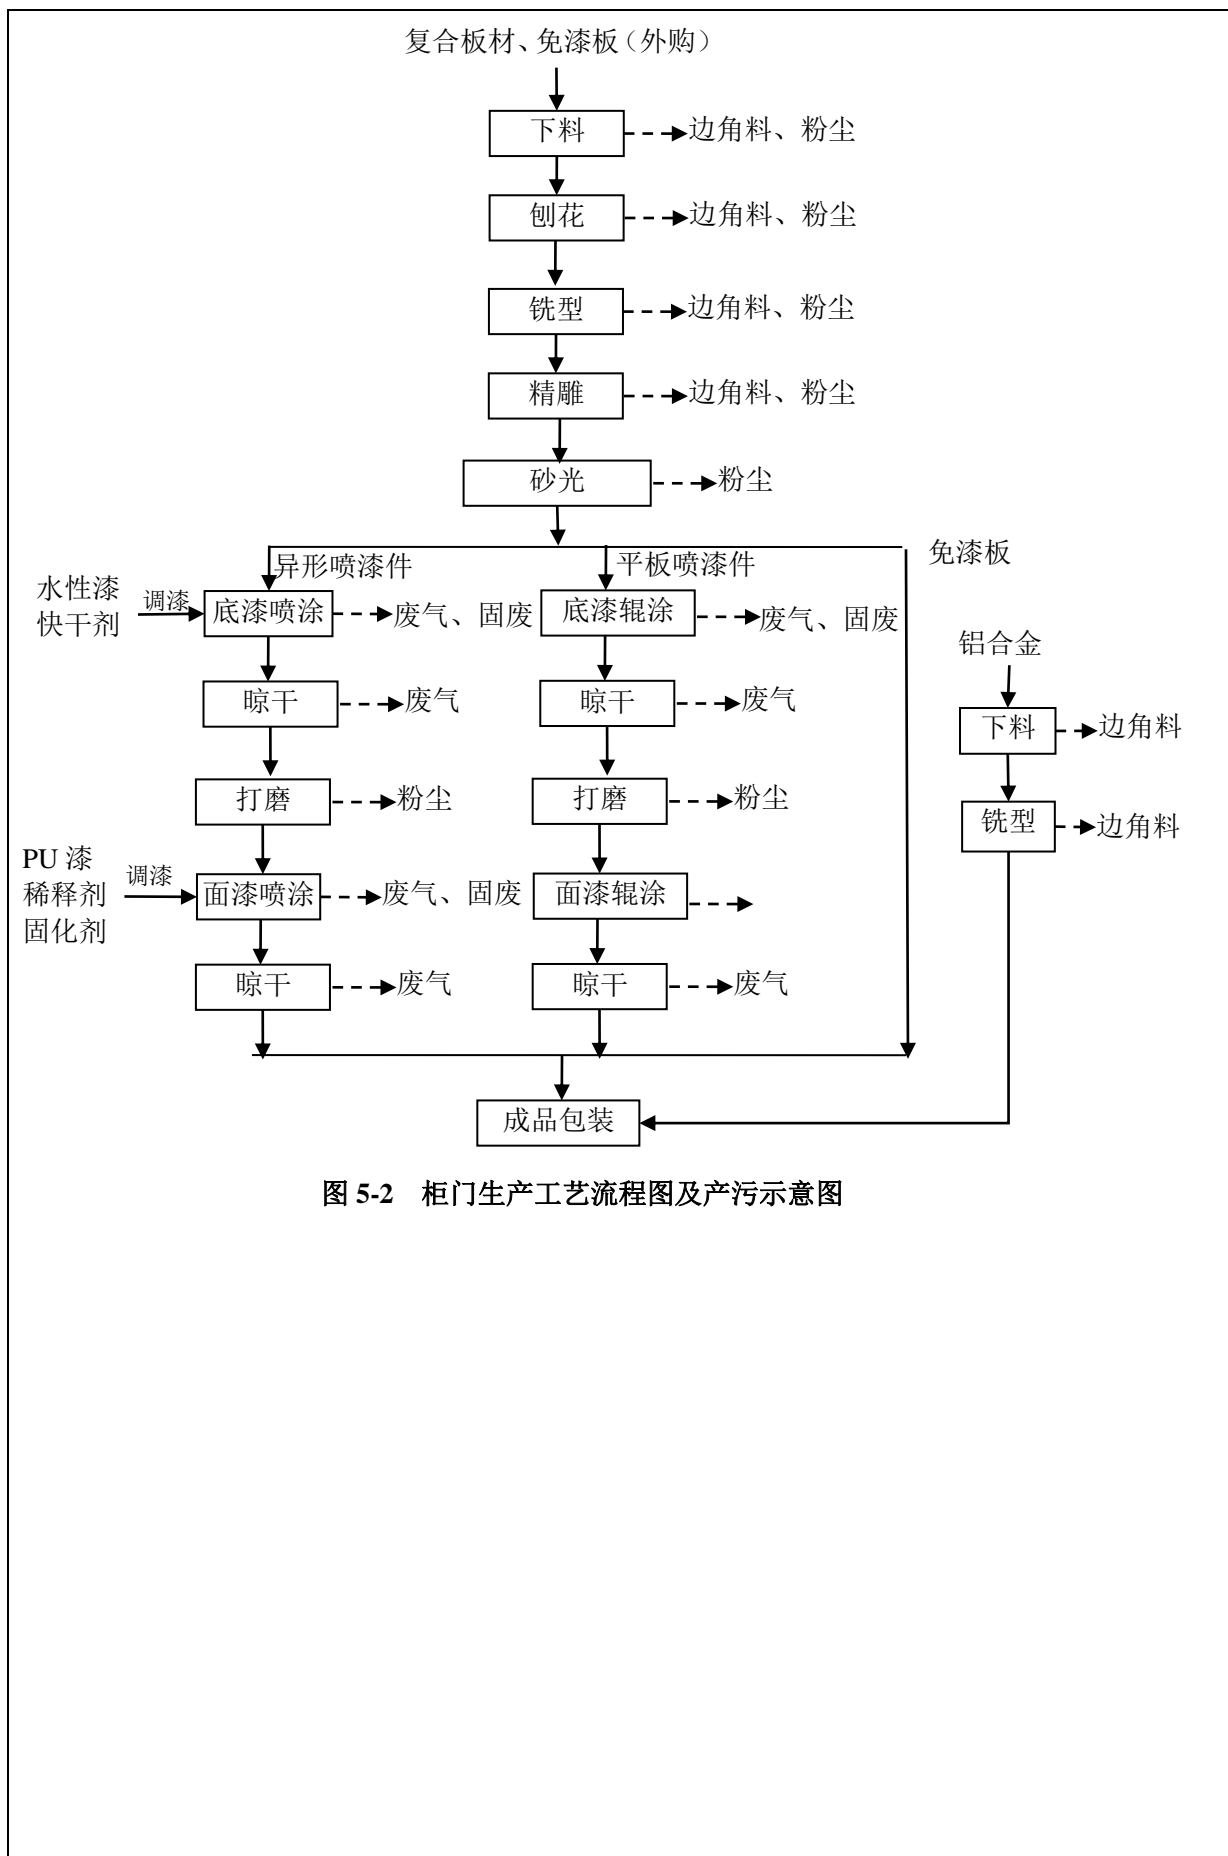 复合板材、免漆板（外购）
下料
边角料、粉尘
刨花
边角料、粉尘
铣型
边角料、粉尘
精雕
边角料、粉尘
砂光
粉尘
异形喷漆件
平板喷漆件
免漆板
水性漆
快干剂
调漆
底漆喷涂
废气、固废
底漆辊涂
废气、固废
铝合金
晾干
废气
晾干
废气
下料
边角料
打磨
粉尘
打磨
粉尘
铣型
边角料
PU 漆
稀释剂
固化剂
调漆
面漆喷涂
废气、固废
面漆辊涂
晾干
废气
晾干
废气
成品包装
图 5-2 柜门生产工艺流程图及产污示意图